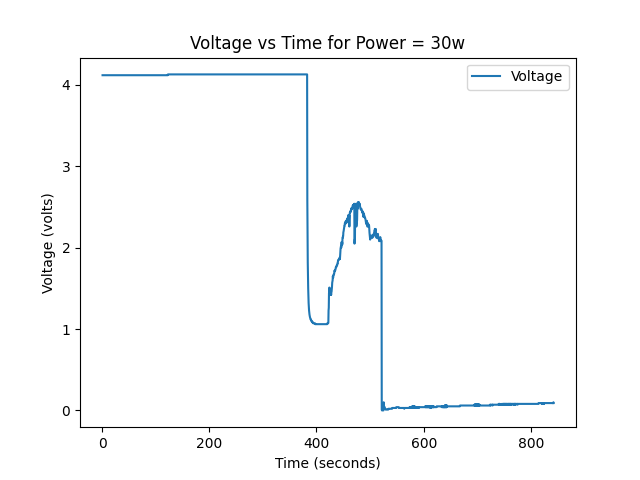 Voltage vs Time for Power = 30w
Voltage
4
3
2
1
0
Voltage (volts)
0
200
400
600
800
Time (seconds)